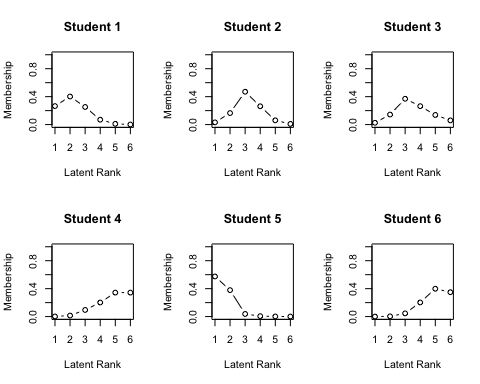 Student 1
Membership
0.0 0.4 0.8
1 2 3 4 5 6
Latent Rank
Student 2
Membership
0.0 0.4 0.8
1 2 3 4 5 6
Latent Rank
Student 3
Membership
0.0 0.4 0.8
1 2 3 4 5 6
Latent Rank
Student 4
Membership
0.0 0.4 0.8
1 2 3 4 5 6
Latent Rank
Student 5
Membership
0.0 0.4 0.8
1 2 3 4 5 6
Latent Rank
Student 6
Membership
0.0 0.4 0.8
1 2 3 4 5 6
Latent Rank